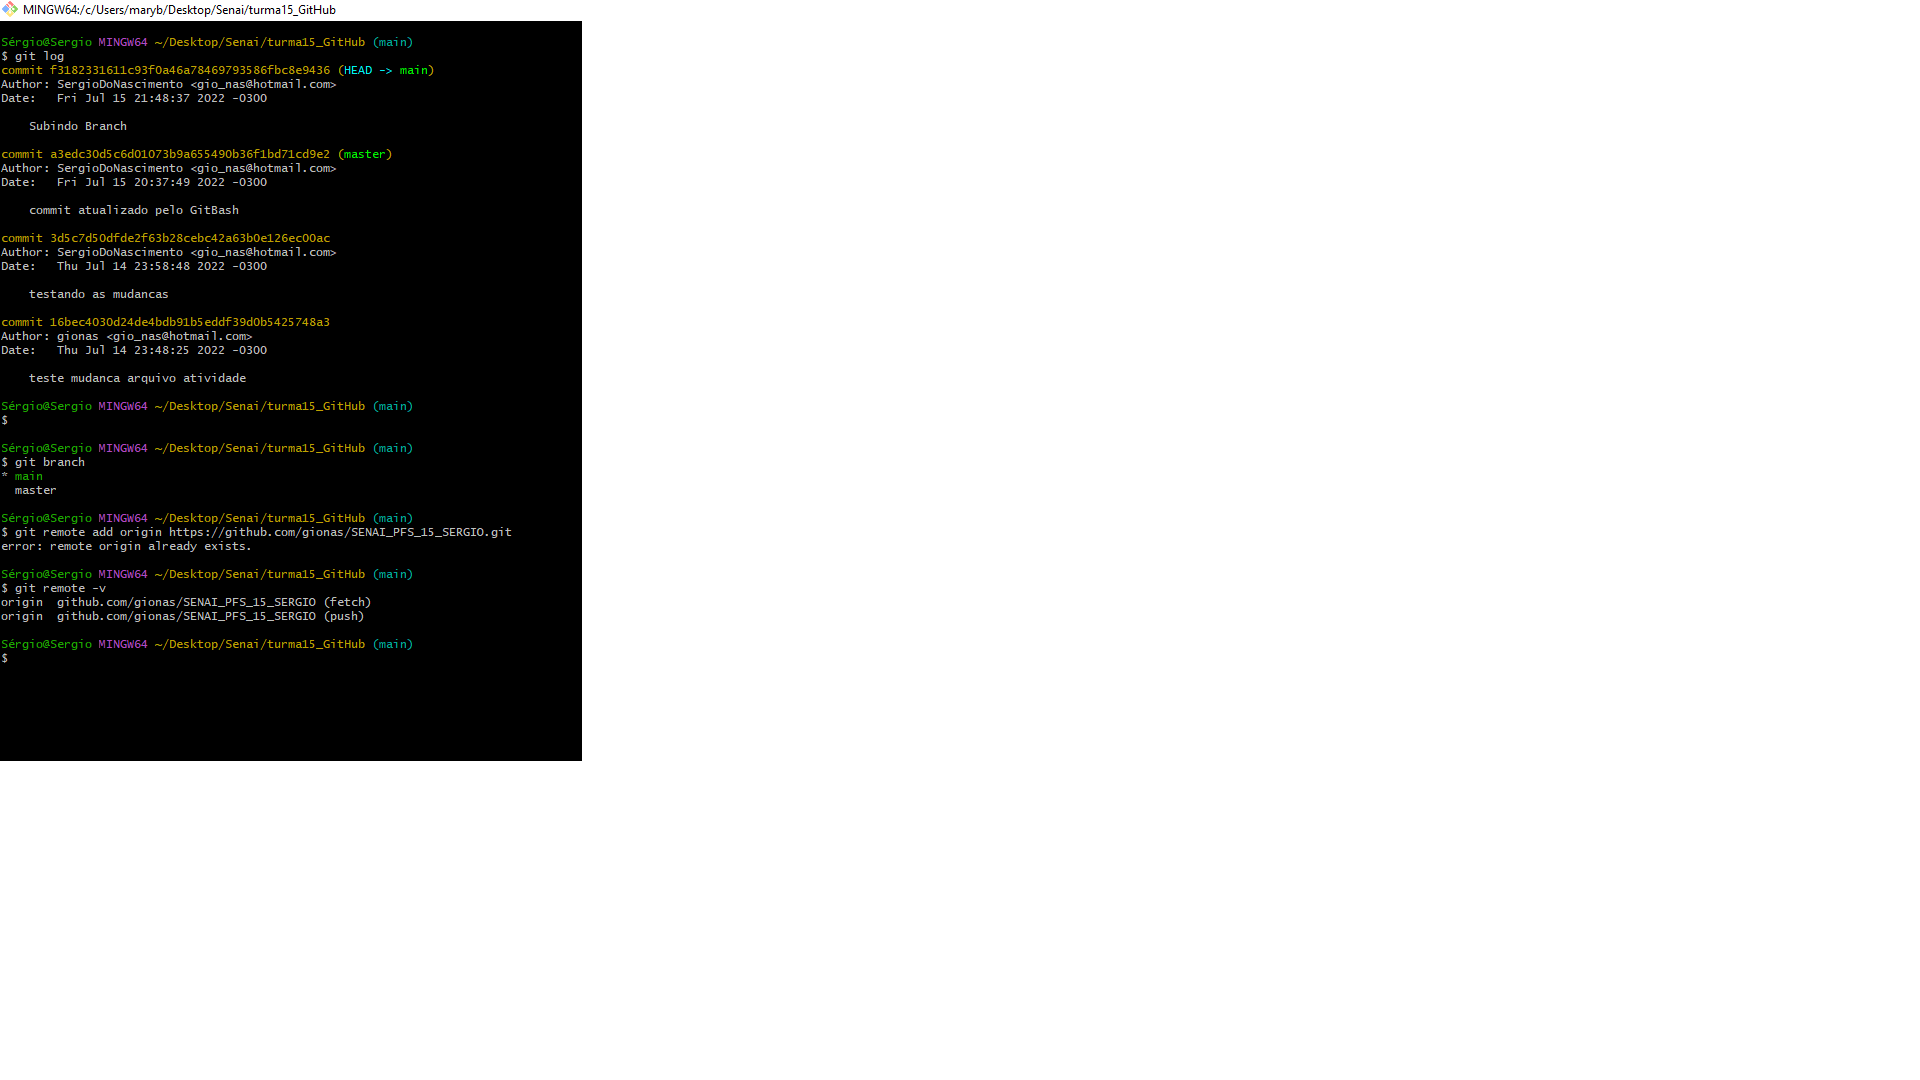 MINGW64:/c/Users/maryb/Desktop/Senai/turma15_GitHub
Sérgio@Sergio MINGW64 ~/Desktop/Senai/turma15_GitHub (main)
$ git log
commit f3182331611c93f0a46a78469793586fbc8e9436 (HEAD -> main)
Author: SergioDoNascimento <gio_nas@hotmail.com>
Date:   Fri Jul 15 21:48:37 2022 -0300
    Subindo Branch
commit a3edc30d5c6d01073b9a655490b36f1bd71cd9e2 (master)
Author: SergioDoNascimento <gio_nas@hotmail.com>
Date:   Fri Jul 15 20:37:49 2022 -0300
    commit atualizado pelo GitBash
commit 3d5c7d50dfde2f63b28cebc42a63b0e126ec00ac
Author: SergioDoNascimento <gio_nas@hotmail.com>
Date:   Thu Jul 14 23:58:48 2022 -0300
    testando as mudancas
commit 16bec4030d24de4bdb91b5eddf39d0b5425748a3
Author: gionas <gio_nas@hotmail.com>
Date:   Thu Jul 14 23:48:25 2022 -0300
    teste mudanca arquivo atividade
Sérgio@Sergio MINGW64 ~/Desktop/Senai/turma15_GitHub (main)
$
Sérgio@Sergio MINGW64 ~/Desktop/Senai/turma15_GitHub (main)
$ git branch
* main
  master
Sérgio@Sergio MINGW64 ~/Desktop/Senai/turma15_GitHub (main)
$ git remote add origin https://github.com/gionas/SENAI_PFS_15_SERGIO.git
error: remote origin already exists.
Sérgio@Sergio MINGW64 ~/Desktop/Senai/turma15_GitHub (main)
$ git remote -v
origin  github.com/gionas/SENAI_PFS_15_SERGIO (fetch)
origin  github.com/gionas/SENAI_PFS_15_SERGIO (push)
Sérgio@Sergio MINGW64 ~/Desktop/Senai/turma15_GitHub (main)
$